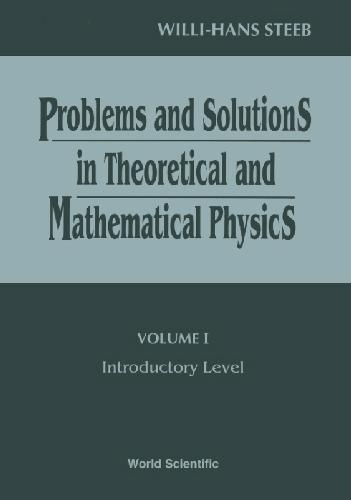 WILLI-HANS STEEB
Problems and SolutionS
in Theoretical and
Mathematical PhysicS
VOLUME I
Introductory Level
World Scientific